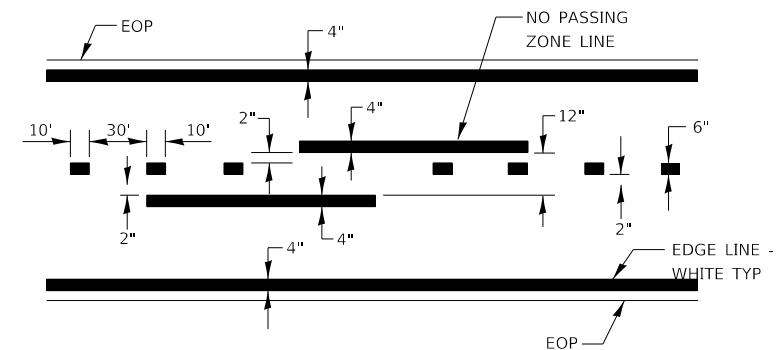 EOP
4"
NO PASSING
ZONE LINE
10'
30'
10'
2"
4"
12"
6"
2"
4"
2"
4"
EDGE LINE -
WHITE TYP
EOP